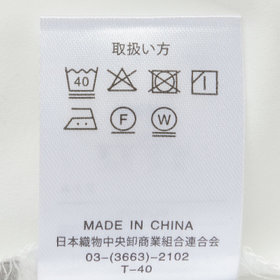 取扱い方
40
F W
MADE IN CHINA
日本織物中央卸商業組合連合会
03-(3663)-2102
T-40